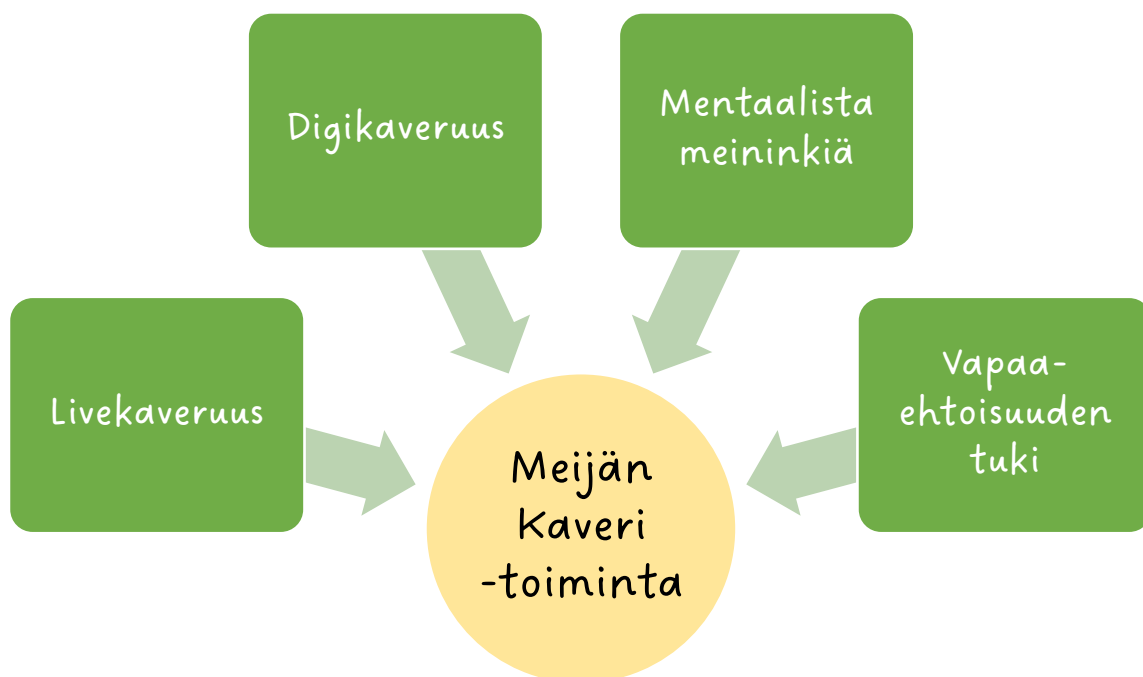 Digikaveruus
Mentaalista
meininkiä
Livekaveruus
Vapaa-
ehtoisuuden
tuki
Meijän
Kaveri
-toiminta